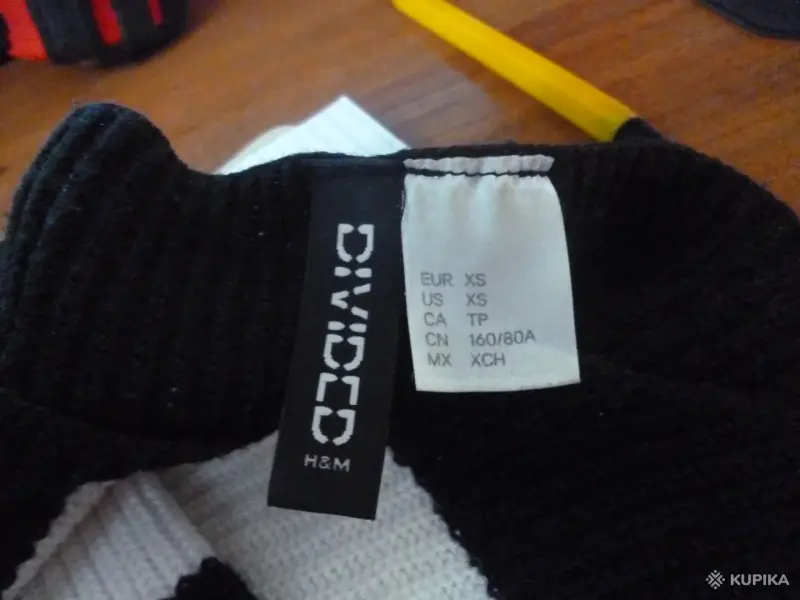 DIVIDED
H&M
EUR XS
US XS
CA TP
CN 160/80A
MX XCH
KUPIKA